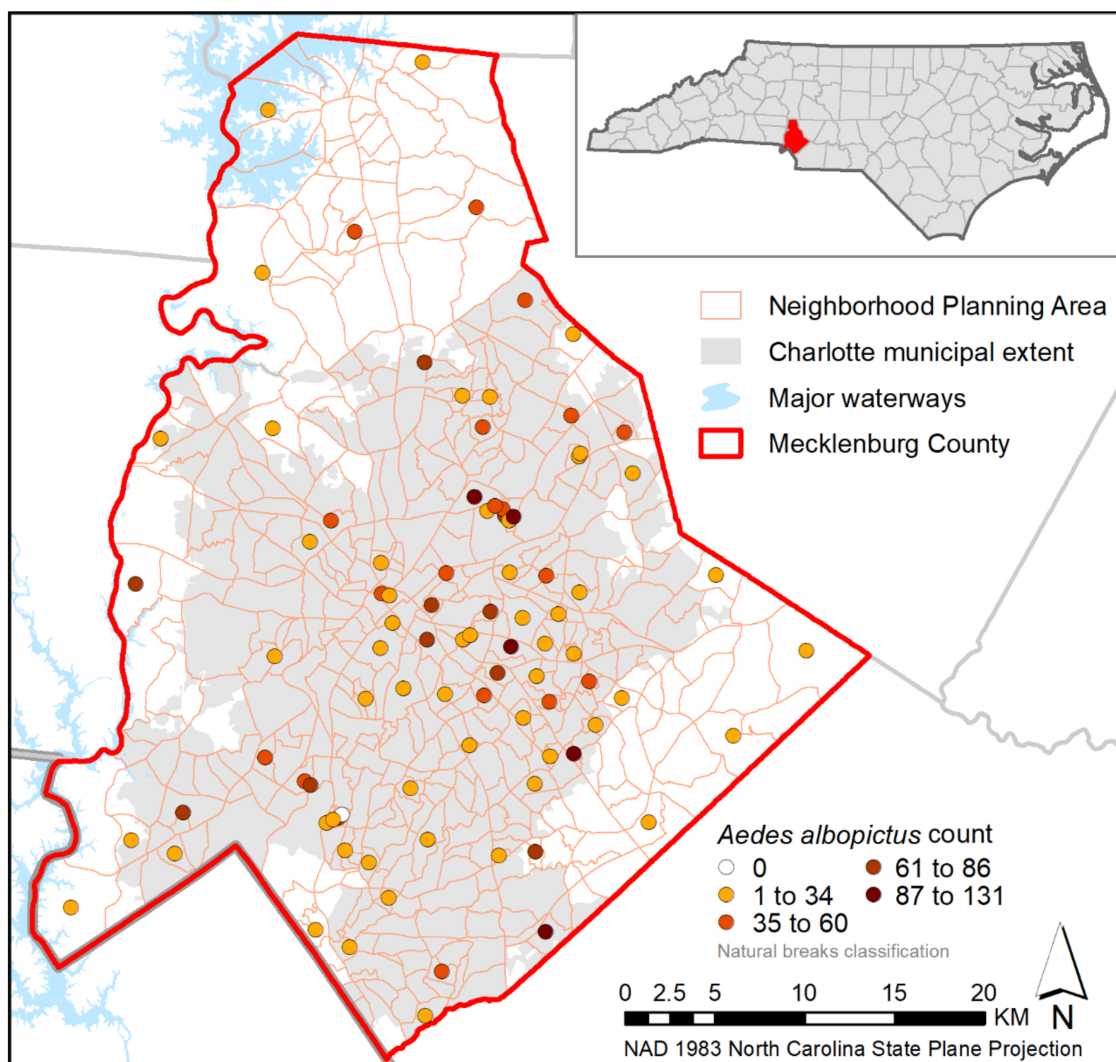 Neighborhood Planning Area
Charlotte municipal extent
Major waterways
Mecklenburg County
Aedes albopictus count
0
61 to 86
1 to 34
87 to 131
35 to 60
Natural breaks classification
0 2.5 5 10 15 20
KM
N
NAD 1983 North Carolina State Plane Projection